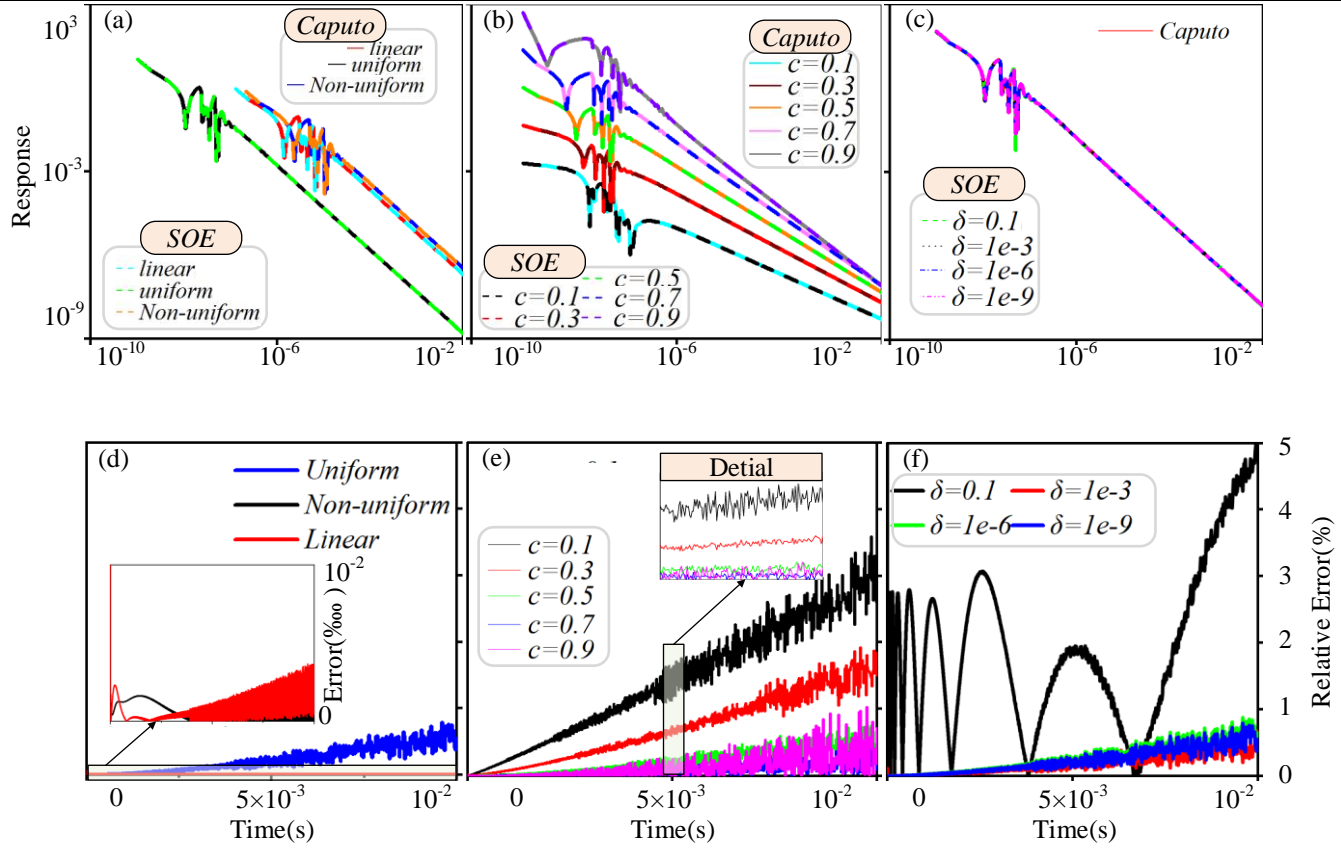 (a)
10³
10⁻³
10⁻⁹
Response
Caputo
linear
uniform
Non-uniform
SOE
linear
uniform
Non-uniform
10⁻¹⁰
10⁻⁶
10⁻²
(b)
Caputo
c=0.1
c=0.3
c=0.5
c=0.7
c=0.9
SOE
c=0.1
c=0.3
c=0.5
c=0.7
c=0.9
10⁻¹⁰
10⁻⁶
10⁻²
(c)
Caputo
SOE
δ=0.1
δ=1e-3
δ=1e-6
δ=1e-9
10⁻¹⁰
10⁻⁶
10⁻²
(d)
Uniform
Non-uniform
Linear
10⁻²
Error(‱)
0
0
5×10⁻³
10⁻²
Time(s)
(e)
Detial
c=0.1
c=0.3
c=0.5
c=0.7
c=0.9
0
5×10⁻³
10⁻²
Time(s)
(f)
δ=0.1
δ=1e-3
δ=1e-6
δ=1e-9
5
4
3
2
1
0
Relative Error(%)
0
5×10⁻³
10⁻²
Time(s)